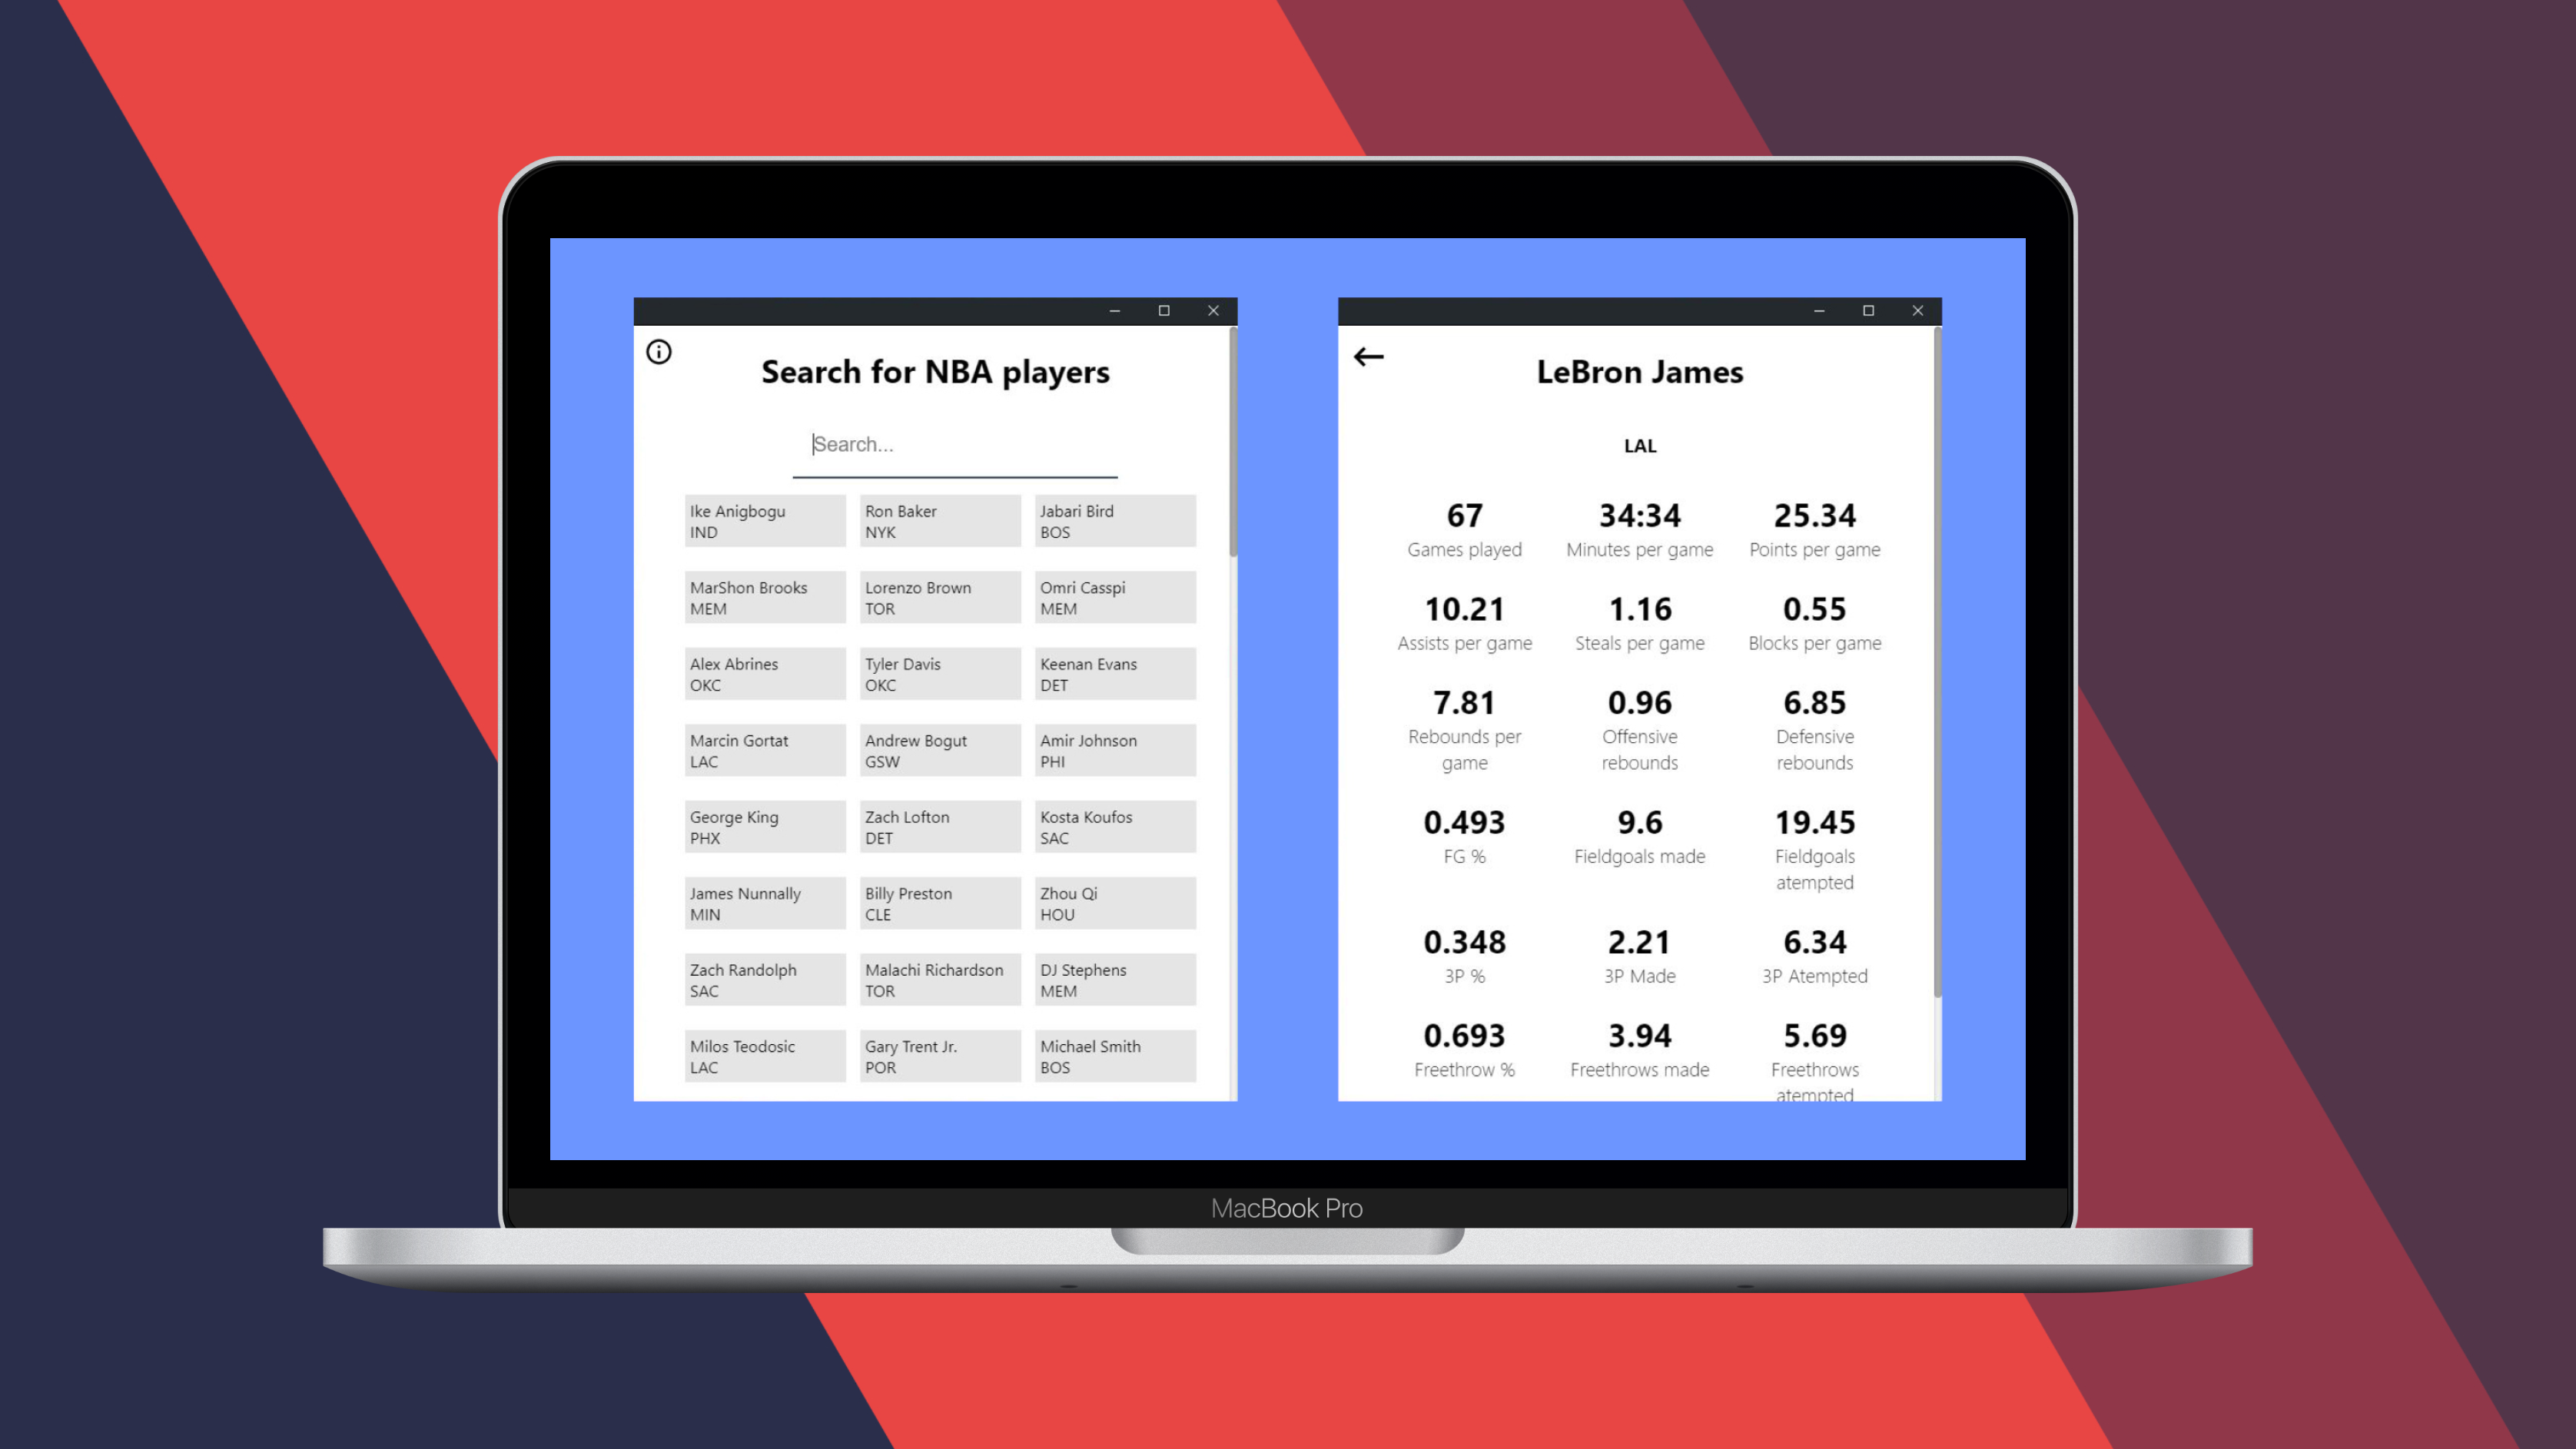 Search for NBA players
Search...
Ike Anigbogu
IND
Ron Baker
NYK
Jabari Bird
BOS
MarShon Brooks
MEM
Lorenzo Brown
TOR
Omri Casspi
MEM
Alex Abrines
OKC
Tyler Davis
OKC
Keenan Evans
DET
Marcin Gortat
LAC
Andrew Bogut
GSW
Amir Johnson
PHI
George King
PHX
Zach Lofton
DET
Kosta Koufos
SAC
James Nunnally
MIN
Billy Preston
CLE
Zhou Qi
HOU
Zach Randolph
SAC
Malachi Richardson
TOR
DJ Stephens
MEM
Milos Teodosic
LAC
Gary Trent Jr.
POR
Michael Smith
BOS
LeBron James
LAL
67
Games played
34:34
Minutes per game
25.34
Points per game
10.21
Assists per game
1.16
Steals per game
0.55
Blocks per game
7.81
Rebounds per
game
0.96
Offensive
rebounds
6.85
Defensive
rebounds
0.493
FG %
9.6
Fieldgoals made
19.45
Fieldgoals
atempted
0.348
3P %
2.21
3P Made
6.34
3P Atempted
0.693
Freethrow %
3.94
Freethrows made
5.69
Freethrows
atempted
MacBook Pro